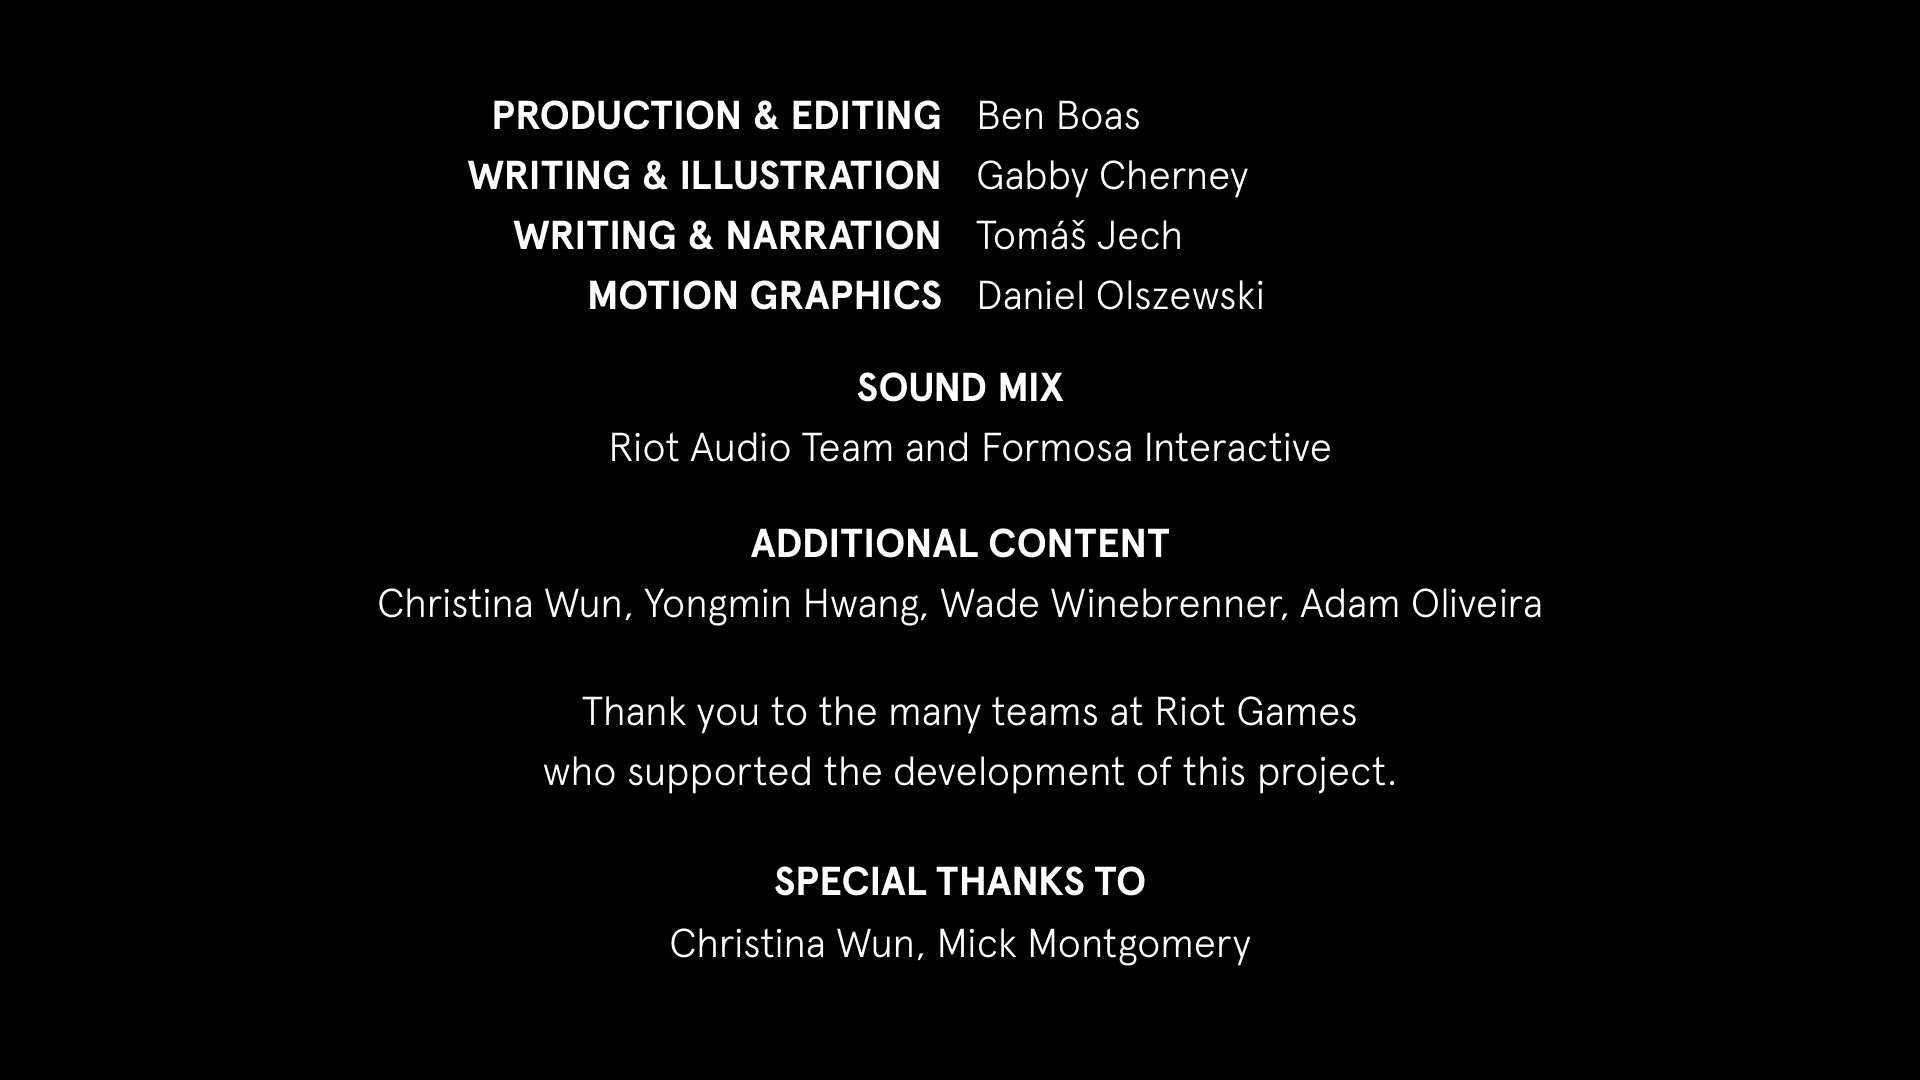 PRODUCTION & EDITING Ben Boas
WRITING & ILLUSTRATION Gabby Cherney
WRITING & NARRATION Tomáš Jech
MOTION GRAPHICS Daniel Olszewski
SOUND MIX
Riot Audio Team and Formosa Interactive
ADDITIONAL CONTENT
Christina Wun, Yongmin Hwang, Wade Winebrenner, Adam Oliveira
Thank you to the many teams at Riot Games
who supported the development of this project.
SPECIAL THANKS TO
Christina Wun, Mick Montgomery